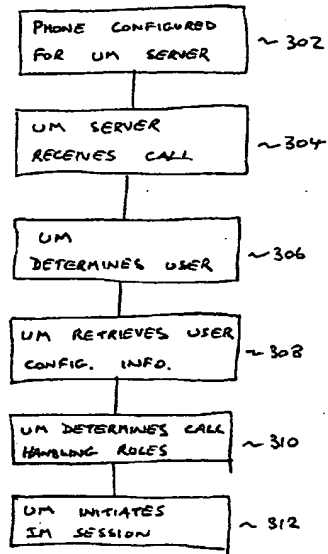 PHONE CONFIGURED
FOR UM SERVER
~302
UM SERVER
RECEIVES CALL
~304
UM
DETERMINES USER
~306
UM RETRIEVES USER
CONFIG. INFO.
~308
UM DETERMINES CALL
HANDLING RULES
~310
UM INITIATES
IM SESSION
~312